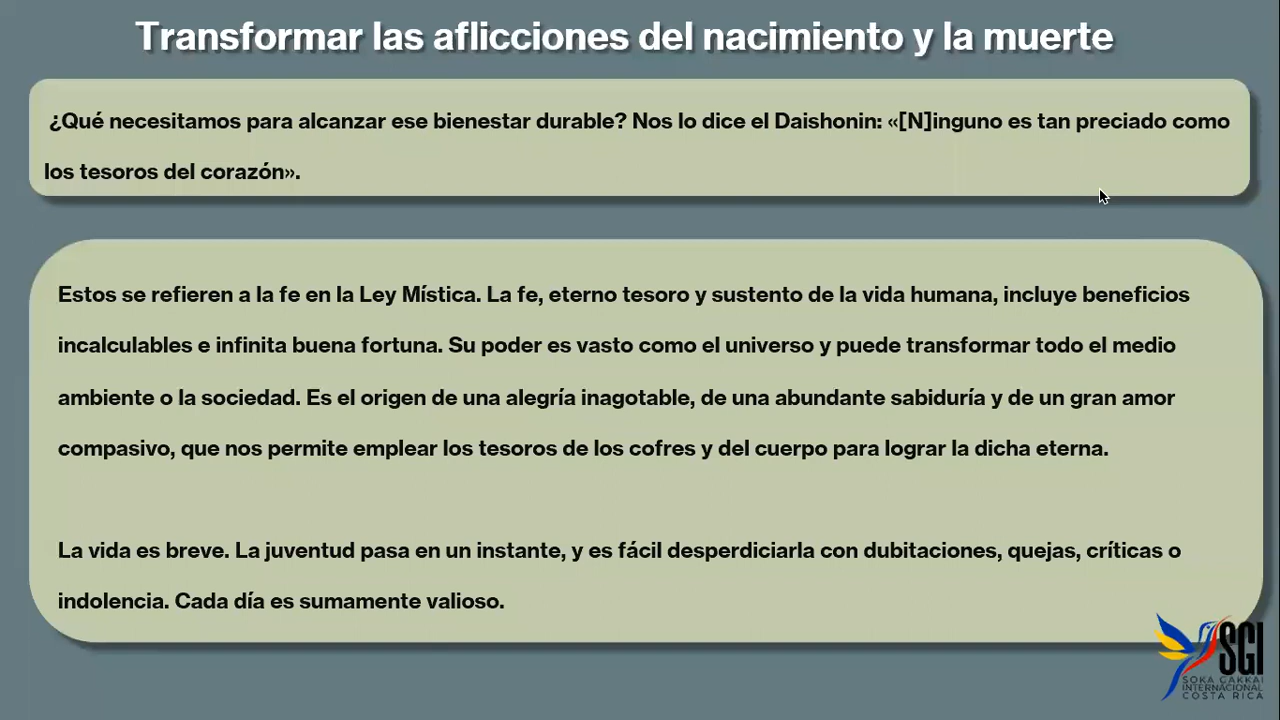 Transformar las aflicciones del nacimiento y la muerte
¿Qué necesitamos para alcanzar ese bienestar durable? Nos lo dice el Daishonin: «[N]inguno es tan preciado como
los tesoros del corazón».
Estos se refieren a la fe en la Ley Mística. La fe, eterno tesoro y sustento de la vida humana, incluye beneficios
incalculables e infinita buena fortuna. Su poder es vasto como el universo y puede transformar todo el medio
ambiente o la sociedad. Es el origen de una alegría inagotable, de una abundante sabiduría y de un gran amor
compasivo, que nos permite emplear los tesoros de los cofres y del cuerpo para lograr la dicha eterna.
La vida es breve. La juventud pasa en un instante, y es fácil desperdiciarla con dubitaciones, quejas, críticas o
indolencia. Cada día es sumamente valioso.
SGI
SOKA GAKKAI
INTERNACIONAL
COSTA RICA